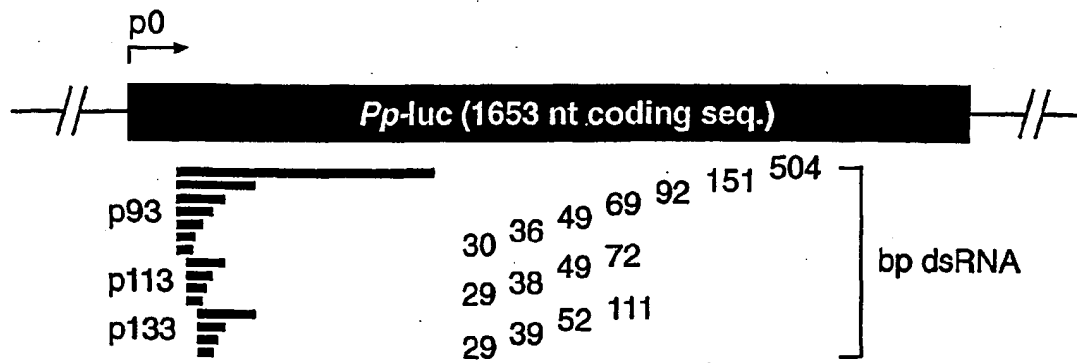 p0
Pp-luc (1653 nt coding seq.)
p93
30 36 49 69 92 151 504
p113
29 38 49 72
p133
29 39 52 111
bp dsRNA